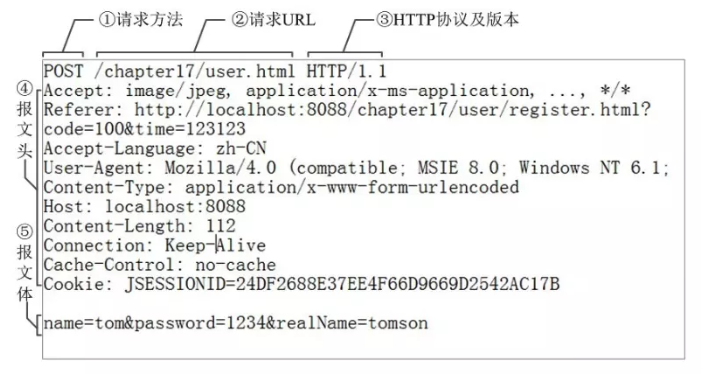 ①请求方法 ②请求URL ③HTTP协议及版本
POST /chapter17/user.html HTTP/1.1
④报文头
Accept: image/jpeg, application/x-ms-application, ..., */*
Referer: http://localhost:8088/chapter17/user/register.html?
code=100&time=123123
Accept-Language: zh-CN
User-Agent: Mozilla/4.0 (compatible; MSIE 8.0; Windows NT 6.1;
Content-Type: application/x-www-form-urlencoded
Host: localhost:8088
Content-Length: 112
Connection: Keep-Alive
Cache-Control: no-cache
Cookie: JSESSIONID=24DF2688E37EE4F66D9669D2542AC17B
⑤报文体
name=tom&password=1234&realName=tomson